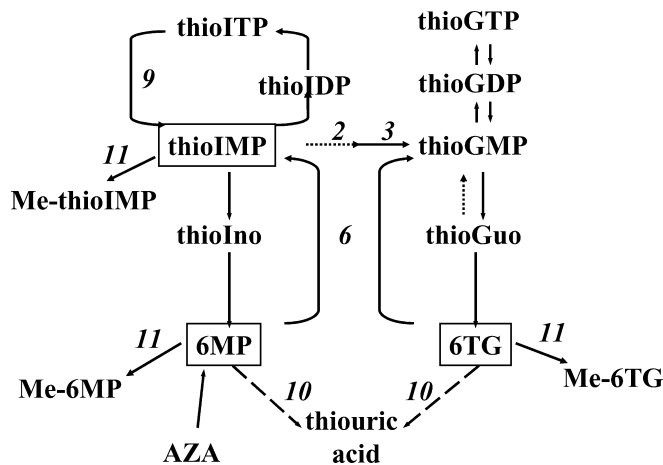 thioITP
thioGTP
9
thioIDP
thioGDP
2
3
thioIMP
thioGMP
11
Me-thioIMP
thioIno
6
thioGuo
11
6MP
6TG
11
Me-6MP
10
10
Me-6TG
thiouric
acid
AZA